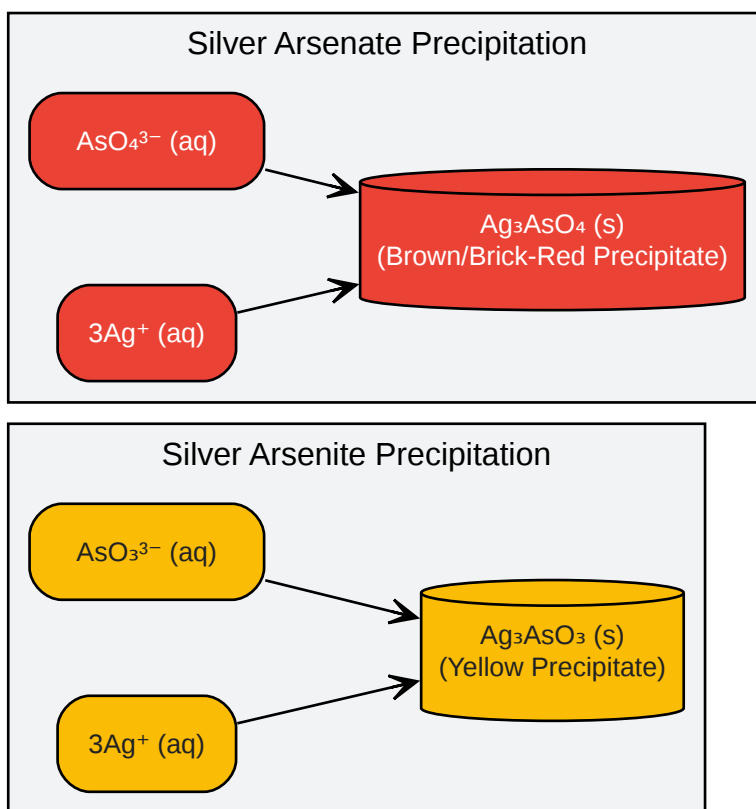 Silver Arsenate Precipitation
AsO₄³⁻ (aq)
Ag₃AsO₄ (s)
(Brown/Brick-Red Precipitate)
3Ag⁺ (aq)
Silver Arsenite Precipitation
AsO₃³⁻ (aq)
Ag₃AsO₃ (s)
(Yellow Precipitate)
3Ag⁺ (aq)